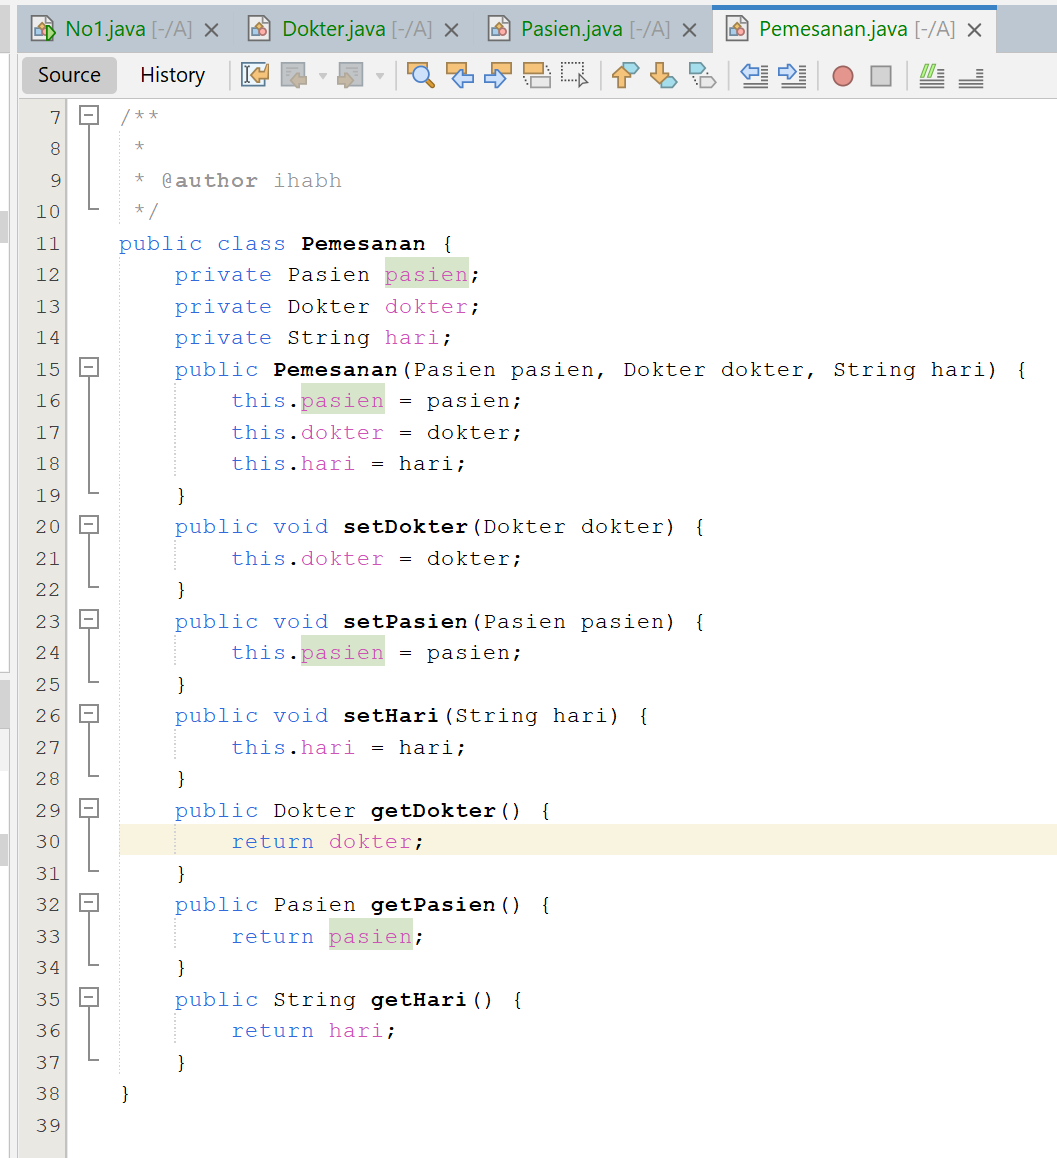 No1.java [-/A] Dokter.java [-/A] Pasien.java [-/A] Pemesanan.java [-/A]
Source History
7 /**
8 *
9 * @author ihabh
10 */
11 public class Pemesanan {
12 private Pasien pasien;
13 private Dokter dokter;
14 private String hari;
15 public Pemesanan(Pasien pasien, Dokter dokter, String hari) {
16 this.pasien = pasien;
17 this.dokter = dokter;
18 this.hari = hari;
19 }
20 public void setDokter(Dokter dokter) {
21 this.dokter = dokter;
22 }
23 public void setPasien(Pasien pasien) {
24 this.pasien = pasien;
25 }
26 public void setHari(String hari) {
27 this.hari = hari;
28 }
29 public Dokter getDokter() {
30 return dokter;
31 }
32 public Pasien getPasien() {
33 return pasien;
34 }
35 public String getHari() {
36 return hari;
37 }
38 }
39